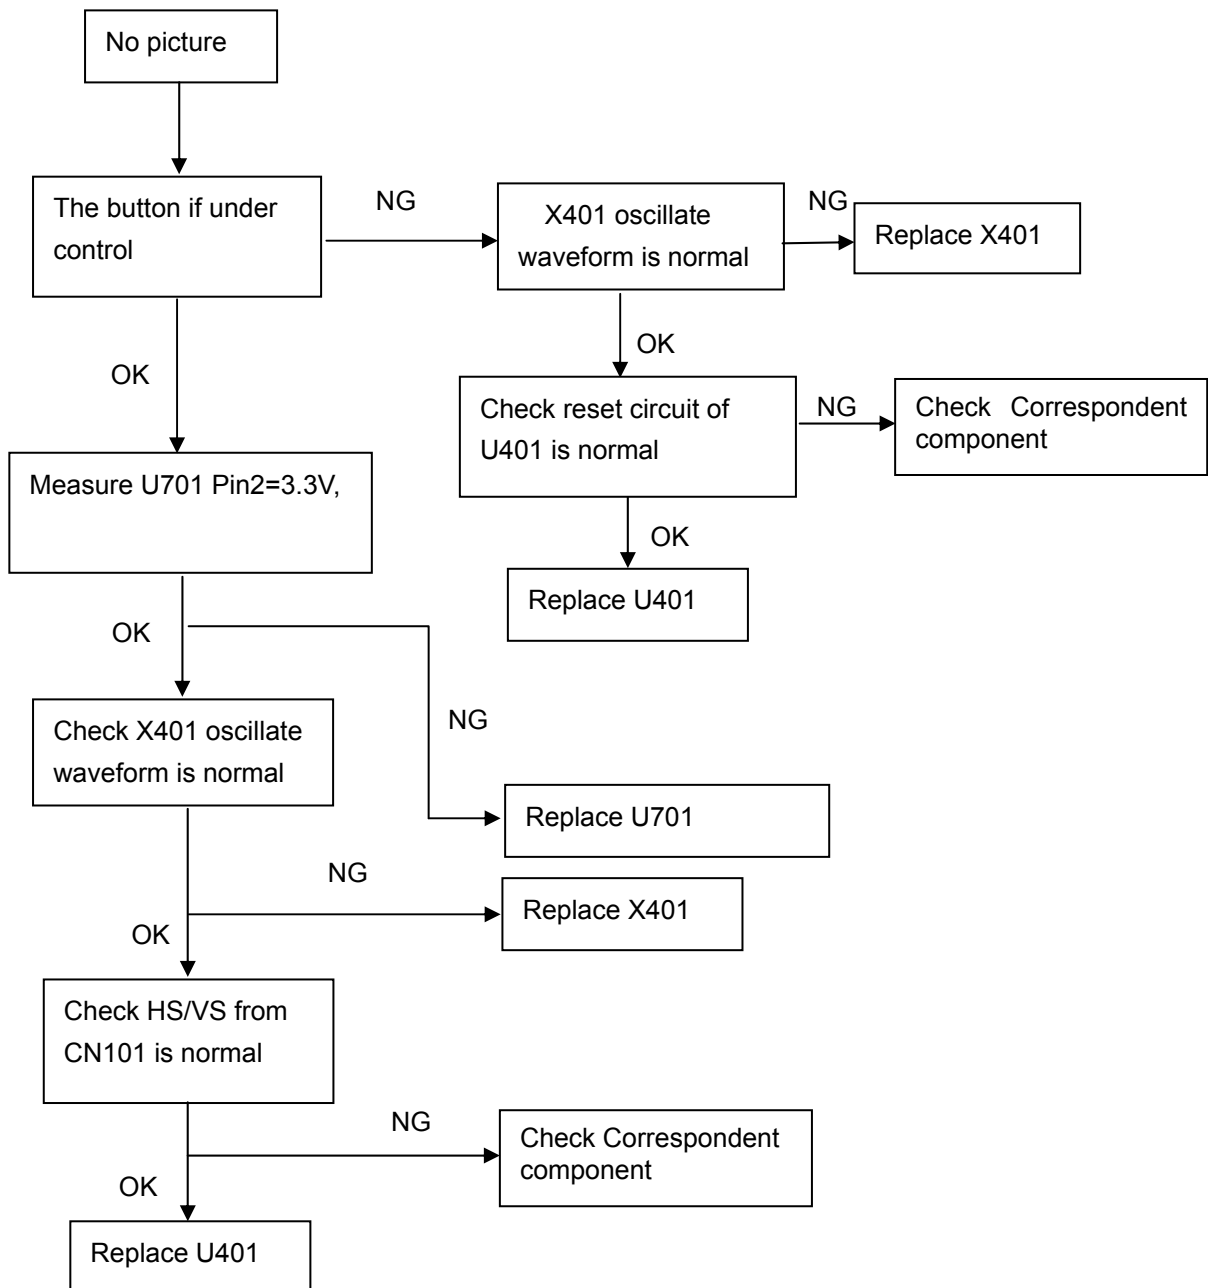 No picture
The button if under
control
NG
X401 oscillate
waveform is normal
NG
Replace X401
OK
OK
Check reset circuit of
U401 is normal
NG
Check Correspondent
component
Measure U701 Pin2=3.3V,
OK
Replace U401
OK
Check X401 oscillate
waveform is normal
NG
Replace U701
NG
Replace X401
OK
Check HS/VS from
CN101 is normal
NG
Check Correspondent
component
OK
Replace U401